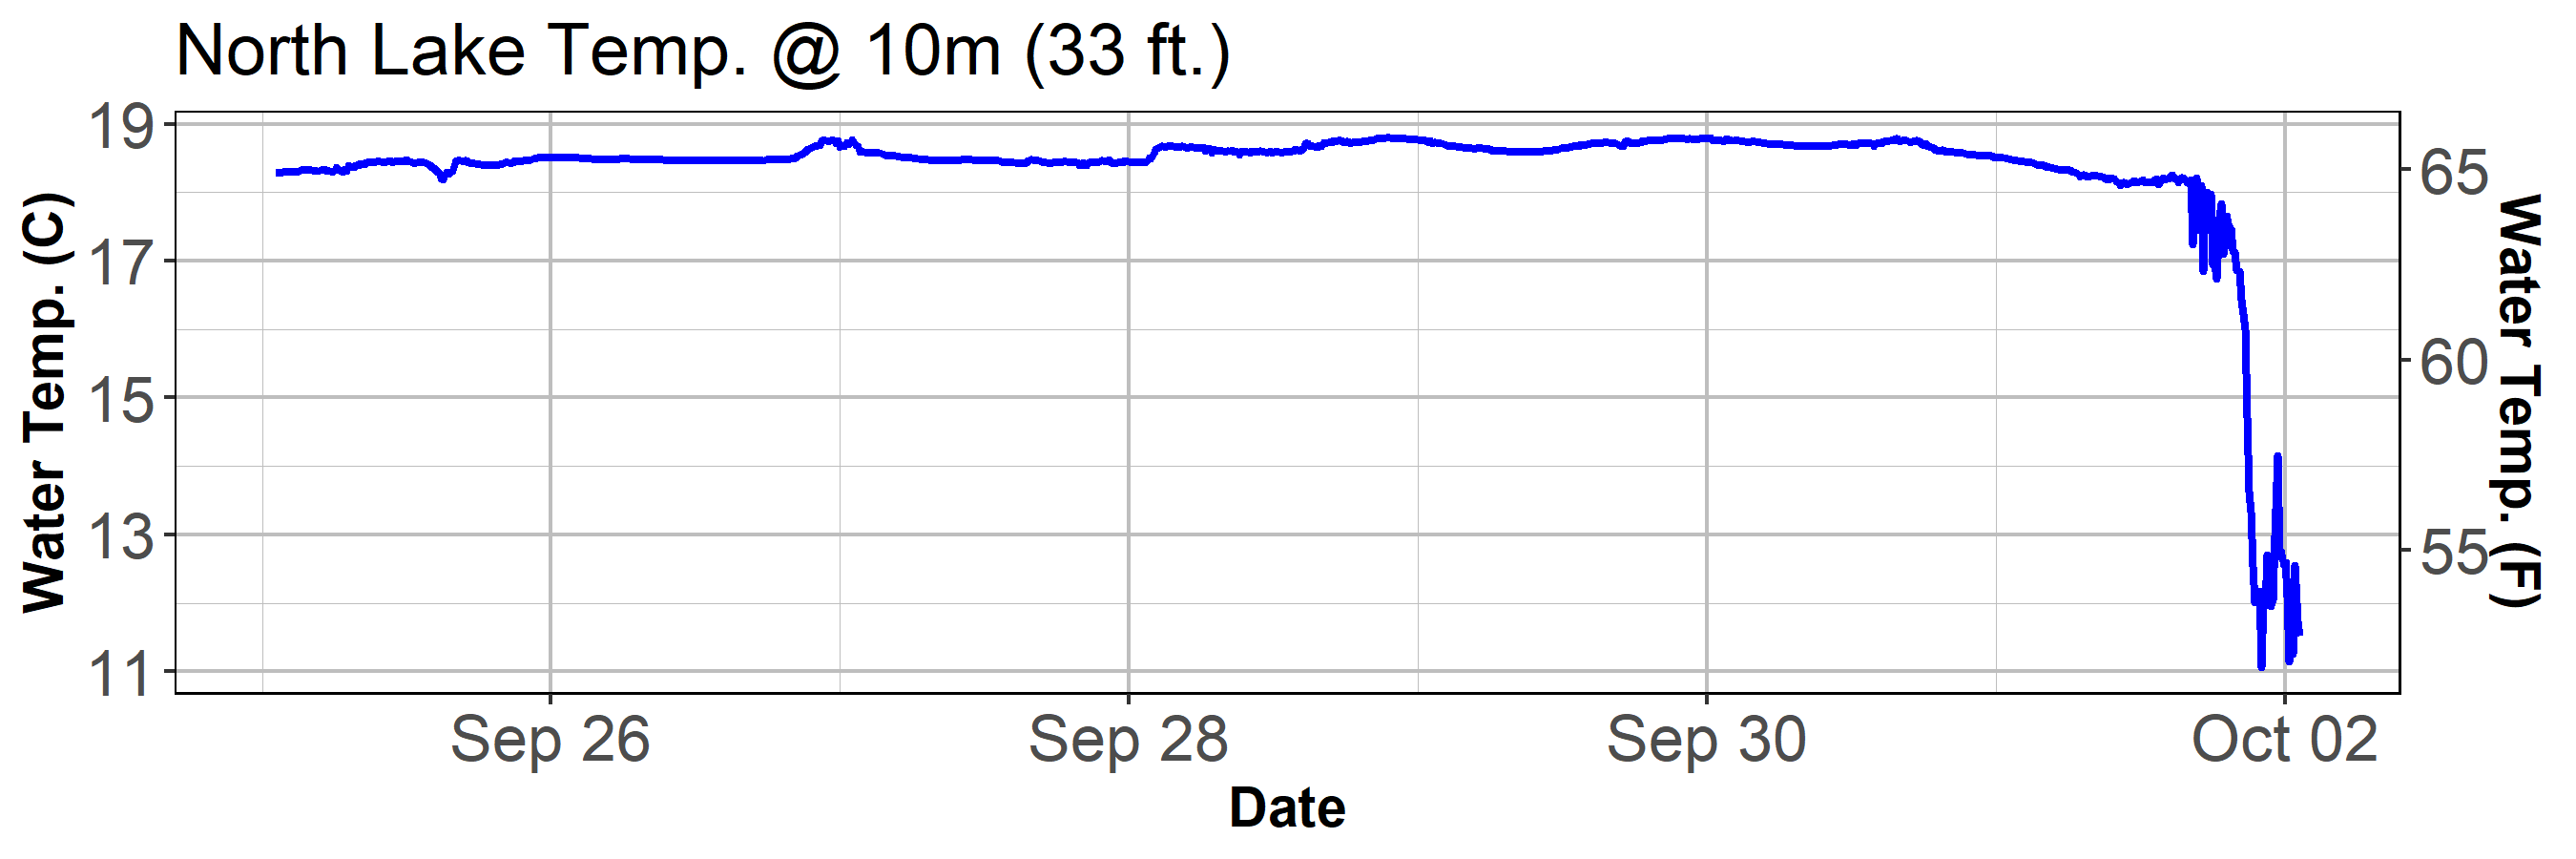 North Lake Temp. @ 10m (33 ft.)
Water Temp. (C)
19
17
15
13
11
65
60
55
Water Temp. (F)
Sep 26
Sep 28
Sep 30
Oct 02
Date